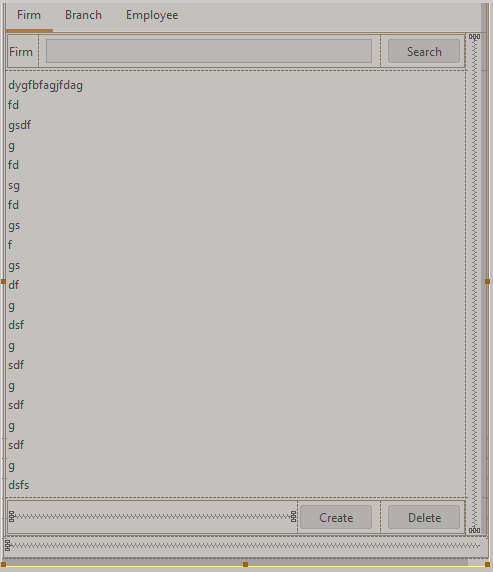 Firm Branch Employee
Firm Search
dygfbfagjfdag
fd
gsdf
g
fd
sg
fd
gs
f
gs
df
g
dsf
g
sdf
g
sdf
g
sdf
g
dsfs
Create Delete